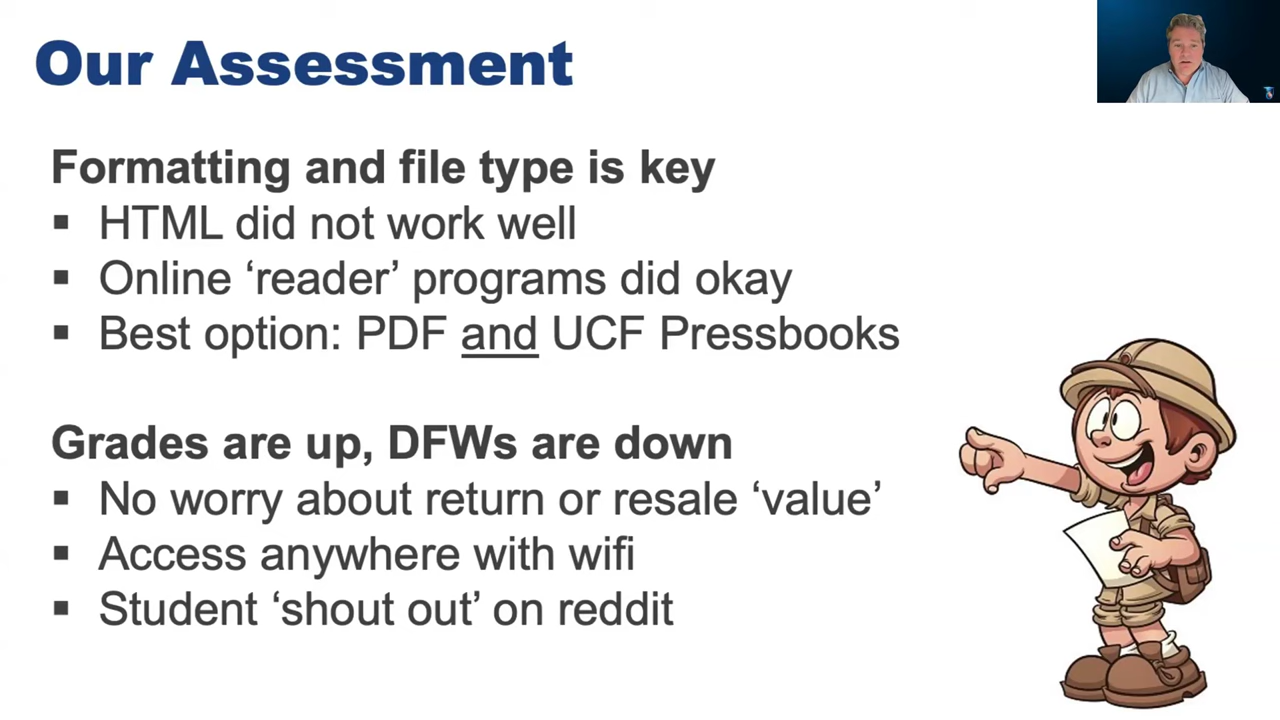 Our Assessment
Formatting and file type is key
▪ HTML did not work well
▪ Online ‘reader’ programs did okay
▪ Best option: PDF and UCF Pressbooks
Grades are up, DFWs are down
▪ No worry about return or resale ‘value’
▪ Access anywhere with wifi
▪ Student ‘shout out’ on reddit